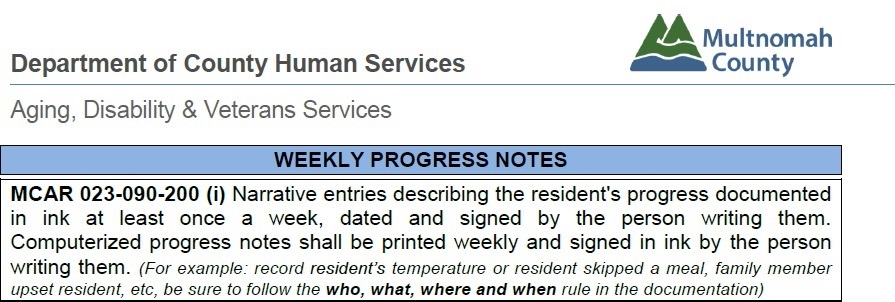 Department of County Human Services
Multnomah
County
Aging, Disability & Veterans Services
WEEKLY PROGRESS NOTES
MCAR 023-090-200 (i) Narrative entries describing the resident's progress documented
in ink at least once a week, dated and signed by the person writing them.
Computerized progress notes shall be printed weekly and signed in ink by the person
writing them. (For example: record resident's temperature or resident skipped a meal, family member
upset resident, etc, be sure to follow the who, what, where and when rule in the documentation)